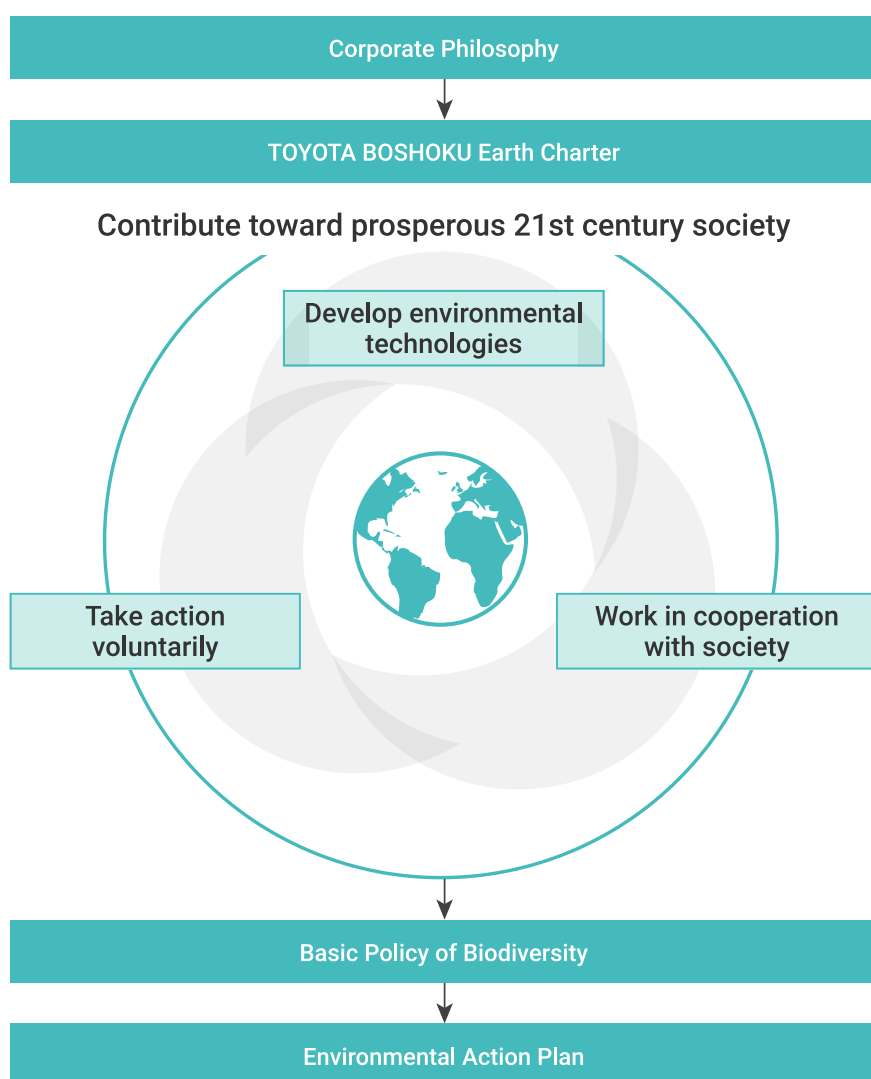 Corporate Philosophy
TOYOTA BOSHOKU Earth Charter
Contribute toward prosperous 21st century society
Develop environmental
technologies
Take action
voluntarily
Work in cooperation
with society
Basic Policy of Biodiversity
Environmental Action Plan